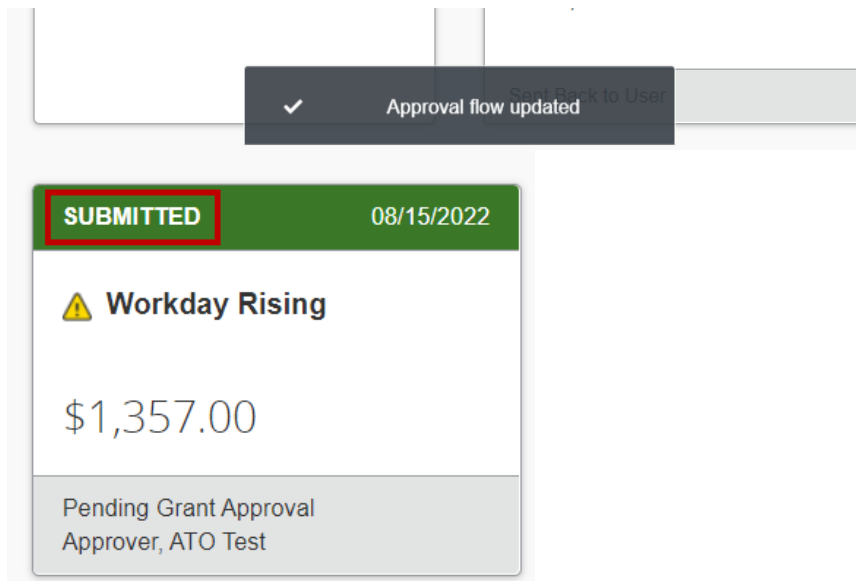 Sent Back to User
Approval flow updated
SUBMITTED 08/15/2022
Workday Rising
$1,357.00
Pending Grant Approval
Approver, ATO Test